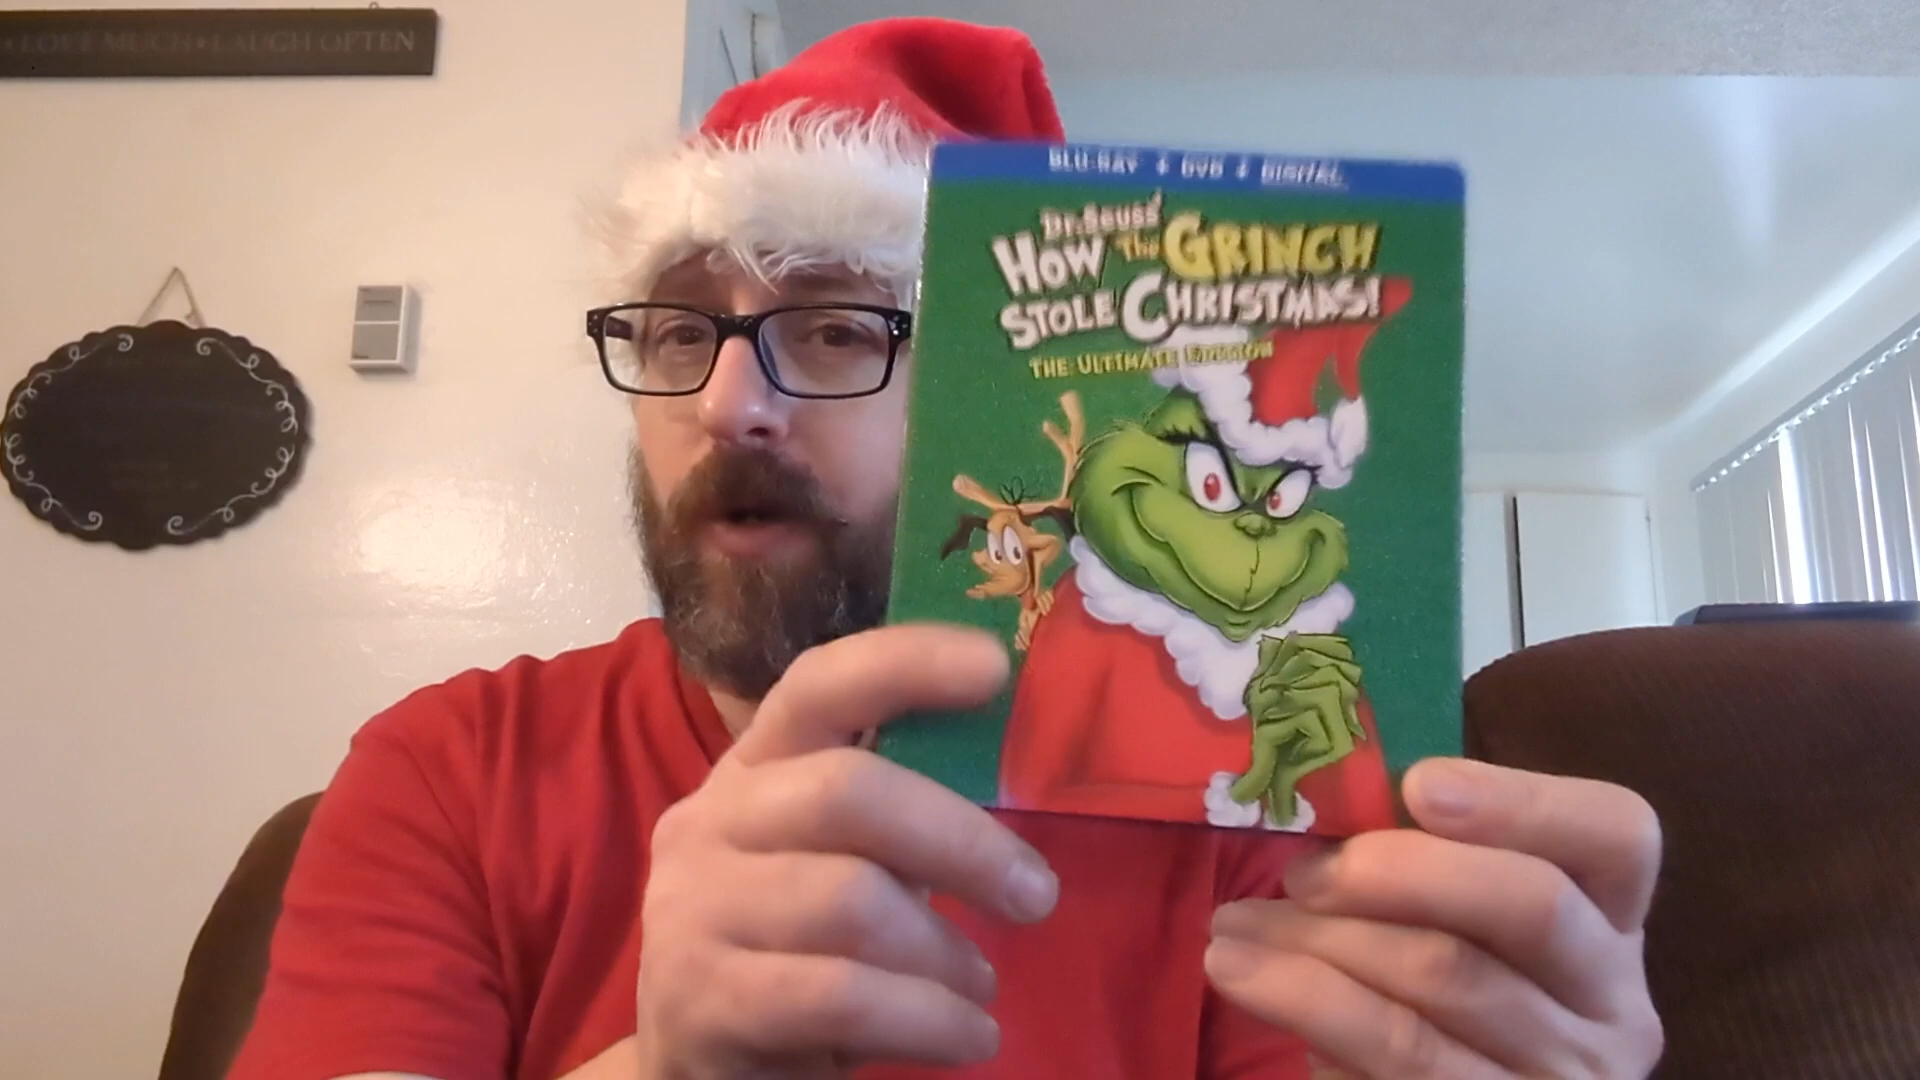 • LOVE MUCH • LAUGH OFTEN
BLU-RAY + DVD + DIGITAL
Dr. Seuss'
HOW The GRINCH
STOLE CHRISTMAS!
THE ULTIMATE EDITION